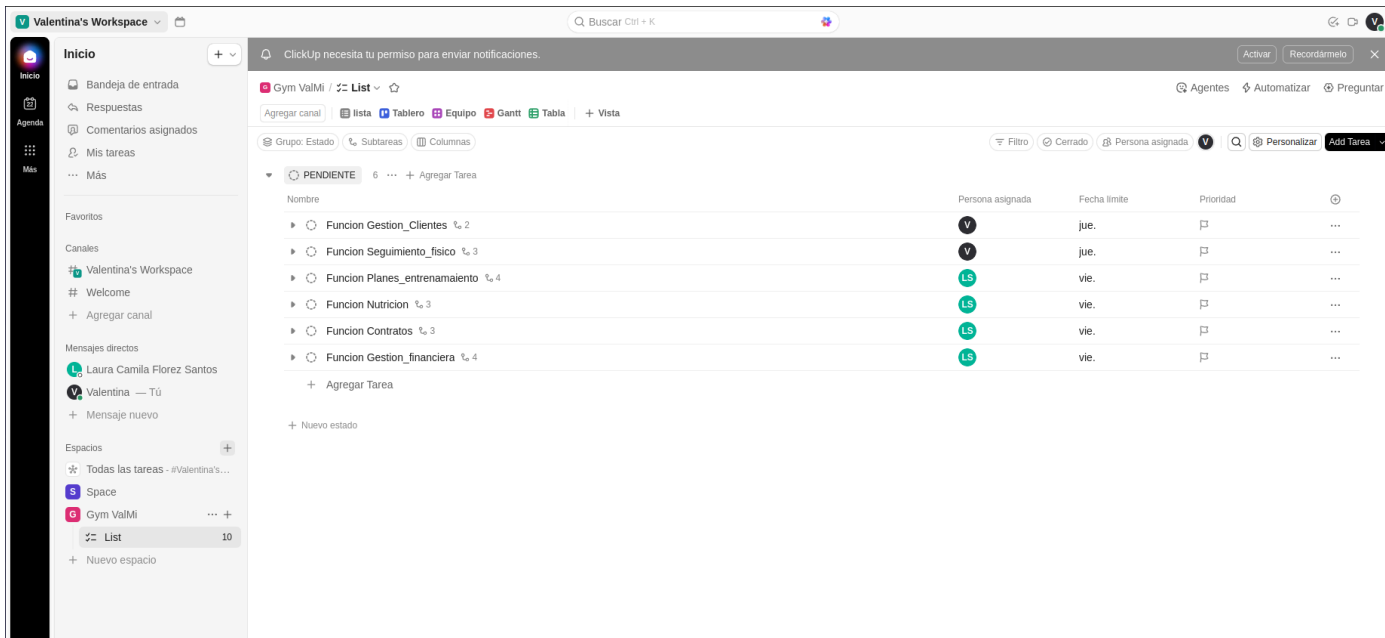 V Valentina's Workspace
Buscar Ctrl + K
V
Inicio
Agenda
22
Más
Inicio
Bandeja de entrada
Respuestas
Comentarios asignados
Mis tareas
Más
Favoritos
Canales
Valentina's Workspace
# Welcome
+ Agregar canal
Mensajes directos
L Laura Camila Florez Santos
V Valentina — Tú
+ Mensaje nuevo
Espacios +
Todas las tareas - #Valentina's...
S Space
G Gym ValMi ... +
List 10
+ Nuevo espacio
ClickUp necesita tu permiso para enviar notificaciones. Activar Recordármelo
G Gym ValMi / List Agentes Automatizar Preguntar
Agregar canal lista Tablero Equipo Gantt Tabla + Vista
Grupo: Estado Subtareas Columnas Filtro Cerrado Persona asignada V Personalizar Add Tarea
PENDIENTE 6 ... + Agregar Tarea
Nombre Persona asignada Fecha límite Prioridad
Funcion Gestion_Clientes 2 V jue. ...
Funcion Seguimiento_fisico 3 V jue. ...
Funcion Planes_entrenamaiento 4 LS vie. ...
Funcion Nutricion 3 LS vie. ...
Funcion Contratos 3 LS vie. ...
Funcion Gestion_financiera 4 LS vie. ...
+ Agregar Tarea
+ Nuevo estado